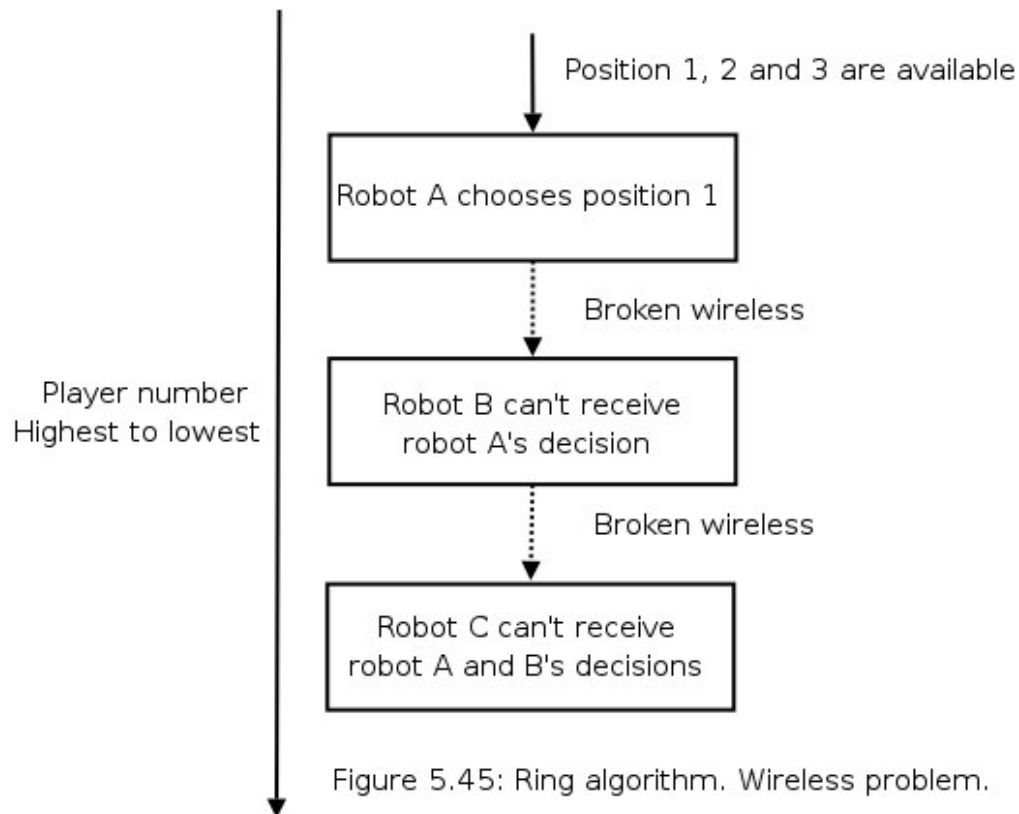 Position 1, 2 and 3 are available
Robot A chooses position 1
Broken wireless
Player number
Highest to lowest
Robot B can't receive
robot A's decision
Broken wireless
Robot C can't receive
robot A and B's decisions
Figure 5.45: Ring algorithm. Wireless problem.